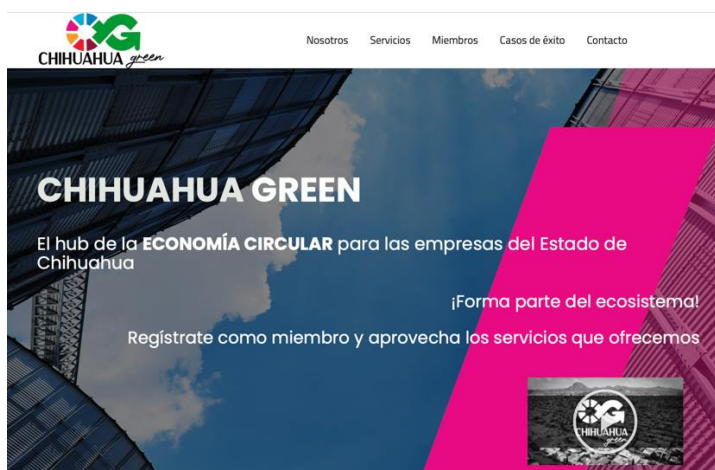 CHIHUAHUA green
Nosotros Servicios Miembros Casos de éxito Contacto
CHIHUAHUA GREEN
El hub de la ECONOMÍA CIRCULAR para las empresas del Estado de
Chihuahua
¡Forma parte del ecosistema!
Regístrate como miembro y aprovecha los servicios que ofrecemos
CHIHUAHUA
green